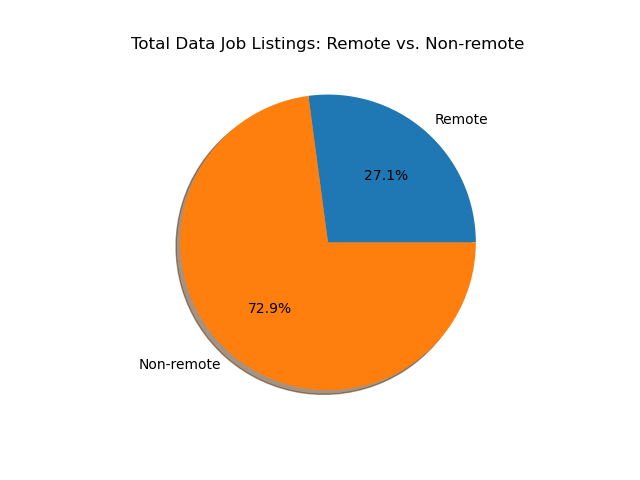 Total Data Job Listings: Remote vs. Non-remote
Remote
27.1%
72.9%
Non-remote